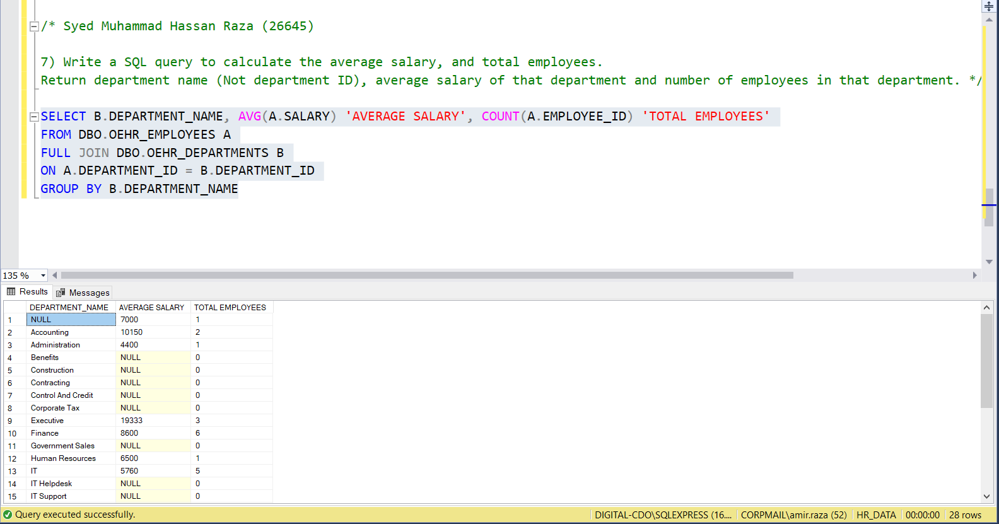 /* Syed Muhammad Hassan Raza (26645)
7) Write a SQL query to calculate the average salary, and total employees.
Return department name (Not department ID), average salary of that department and number of employees in that department. */
SELECT B.DEPARTMENT_NAME, AVG(A.SALARY) 'AVERAGE SALARY', COUNT(A.EMPLOYEE_ID) 'TOTAL EMPLOYEES'
FROM DBO.OEHR_EMPLOYEES A
FULL JOIN DBO.OEHR_DEPARTMENTS B
ON A.DEPARTMENT_ID = B.DEPARTMENT_ID
GROUP BY B.DEPARTMENT_NAME
135 %
Results Messages
DEPARTMENT_NAME AVERAGE SALARY TOTAL EMPLOYEES
1 NULL 7000 1
2 Accounting 10150 2
3 Administration 4400 1
4 Benefits NULL 0
5 Construction NULL 0
6 Contracting NULL 0
7 Control And Credit NULL 0
8 Corporate Tax NULL 0
9 Executive 19333 3
10 Finance 8600 6
11 Government Sales NULL 0
12 Human Resources 6500 1
13 IT 5760 5
14 IT Helpdesk NULL 0
15 IT Support NULL 0
Query executed successfully. DIGITAL-CDO\SQLEXPRESS (16.... CORPMAIL\amir.raza (52) HR_DATA 00:00:00 28 rows